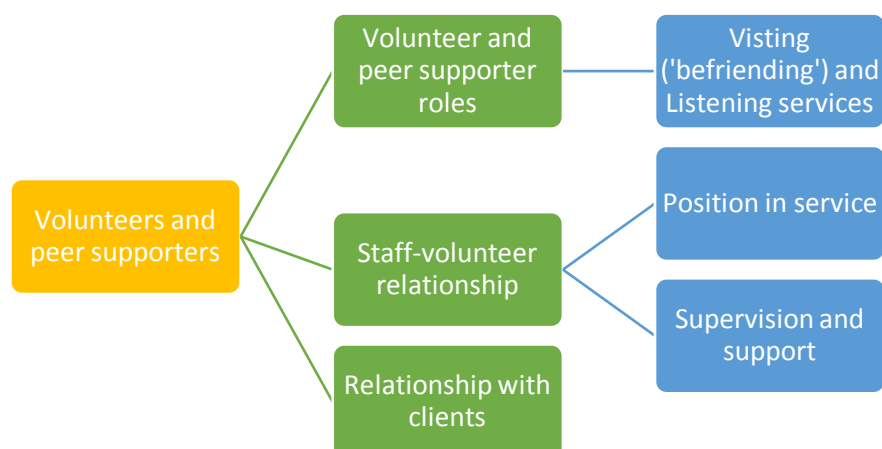 Volunteers and
peer supporters
Volunteer and
peer supporter
roles
Visting
('befriending') and
Listening services
Staff-volunteer
relationship
Position in service
Supervision and
support
Relationship with
clients